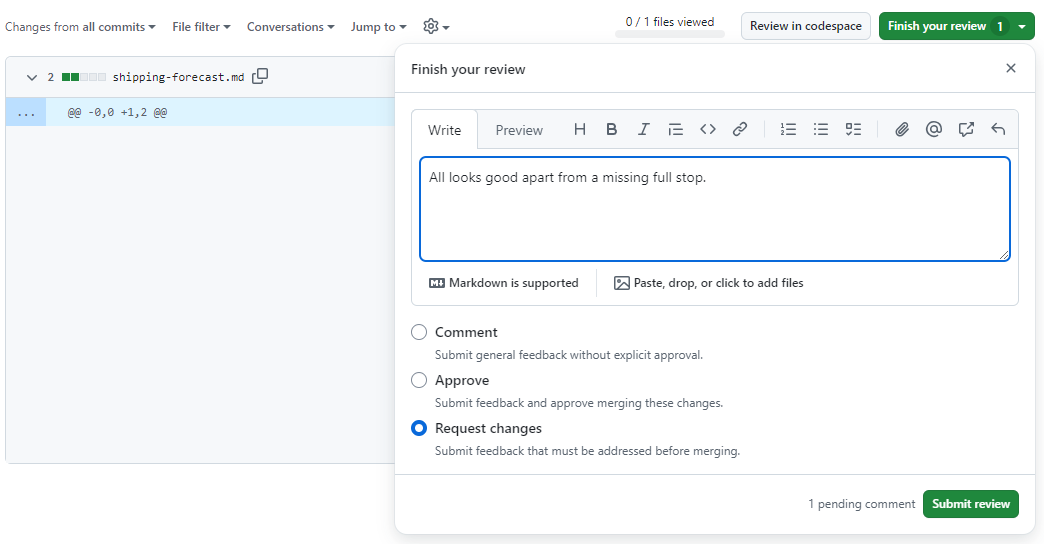 Changes from all commits File filter Conversations Jump to 0 / 1 files viewed Review in codespace Finish your review 1
2 shipping-forecast.md
... @@ -0,0 +1,2 @@
Finish your review
Write Preview
All looks good apart from a missing full stop.
Markdown is supported Paste, drop, or click to add files
Comment
Submit general feedback without explicit approval.
Approve
Submit feedback and approve merging these changes.
Request changes
Submit feedback that must be addressed before merging.
1 pending comment Submit review